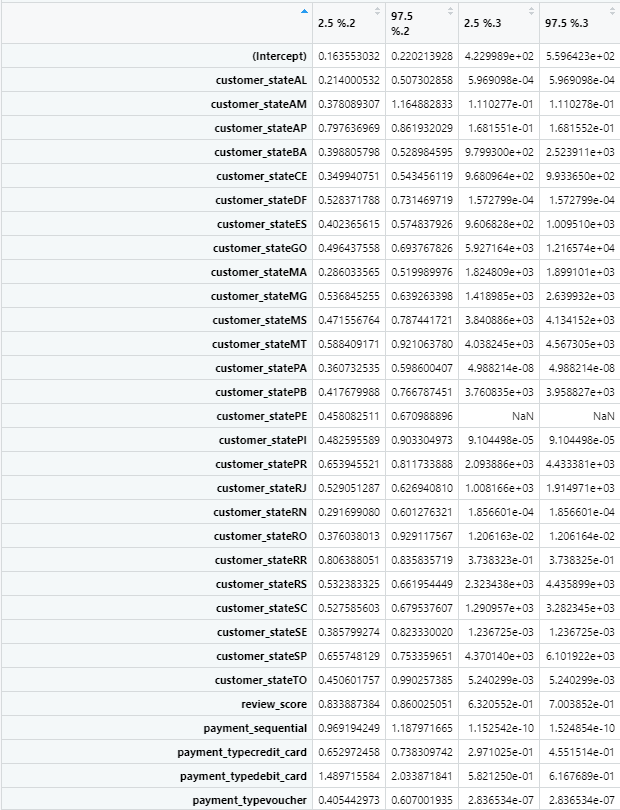 2.5 %.2 97.5 %.2 2.5 %.3 97.5 %.3
(Intercept) 0.163553032 0.220213928 4.229989e+02 5.596423e+02
customer_stateAL 0.214000532 0.507302858 5.969098e-04 5.969098e-04
customer_stateAM 0.378089307 1.164882833 1.110277e-01 1.110278e-01
customer_stateAP 0.797636969 0.861932029 1.681551e-01 1.681552e-01
customer_stateBA 0.398805798 0.528984595 9.799300e+02 2.523911e+03
customer_stateCE 0.349940751 0.543456119 9.680964e+02 9.933650e+02
customer_stateDF 0.528371788 0.731469719 1.572799e-04 1.572799e-04
customer_stateES 0.402365615 0.574837926 9.606828e+02 1.009510e+03
customer_stateGO 0.496437558 0.693767826 5.927164e+03 1.216574e+04
customer_stateMA 0.286033565 0.519989976 1.824809e+03 1.899101e+03
customer_stateMG 0.536845255 0.639263398 1.418985e+03 2.639932e+03
customer_stateMS 0.471556764 0.787441721 3.840886e+03 4.134152e+03
customer_stateMT 0.588409171 0.921063780 4.038245e+03 4.567305e+03
customer_statePA 0.360732535 0.598600407 4.988214e-08 4.988214e-08
customer_statePB 0.417679988 0.766787451 3.760835e+03 3.958827e+03
customer_statePE 0.458082511 0.670988896 NaN NaN
customer_statePI 0.482595589 0.903304973 9.104498e-05 9.104498e-05
customer_statePR 0.653945521 0.811733888 2.093886e+03 4.433381e+03
customer_stateRJ 0.529051287 0.626940810 1.008166e+03 1.914971e+03
customer_stateRN 0.291699080 0.601276321 1.856601e-04 1.856601e-04
customer_stateRO 0.376038013 0.929117567 1.206163e-02 1.206164e-02
customer_stateRR 0.806388051 0.835835719 3.738323e-01 3.738325e-01
customer_stateRS 0.532383325 0.661954449 2.323438e+03 4.435899e+03
customer_stateSC 0.527585603 0.679537607 1.290957e+03 3.282345e+03
customer_stateSE 0.385799274 0.823330020 1.236725e-03 1.236725e-03
customer_stateSP 0.655748129 0.753359651 4.370140e+03 6.101922e+03
customer_stateTO 0.450601757 0.990257385 5.240299e-03 5.240299e-03
review_score 0.833887384 0.860025051 6.320552e-01 7.003852e-01
payment_sequential 0.969194249 1.187971665 1.152542e-10 1.524854e-10
payment_typecredit_card 0.652972458 0.738309742 2.971025e-01 4.551514e-01
payment_typedebit_card 1.489715584 2.033871841 5.821250e-01 6.167689e-01
payment_typevoucher 0.405442973 0.607001935 2.836534e-07 2.836534e-07